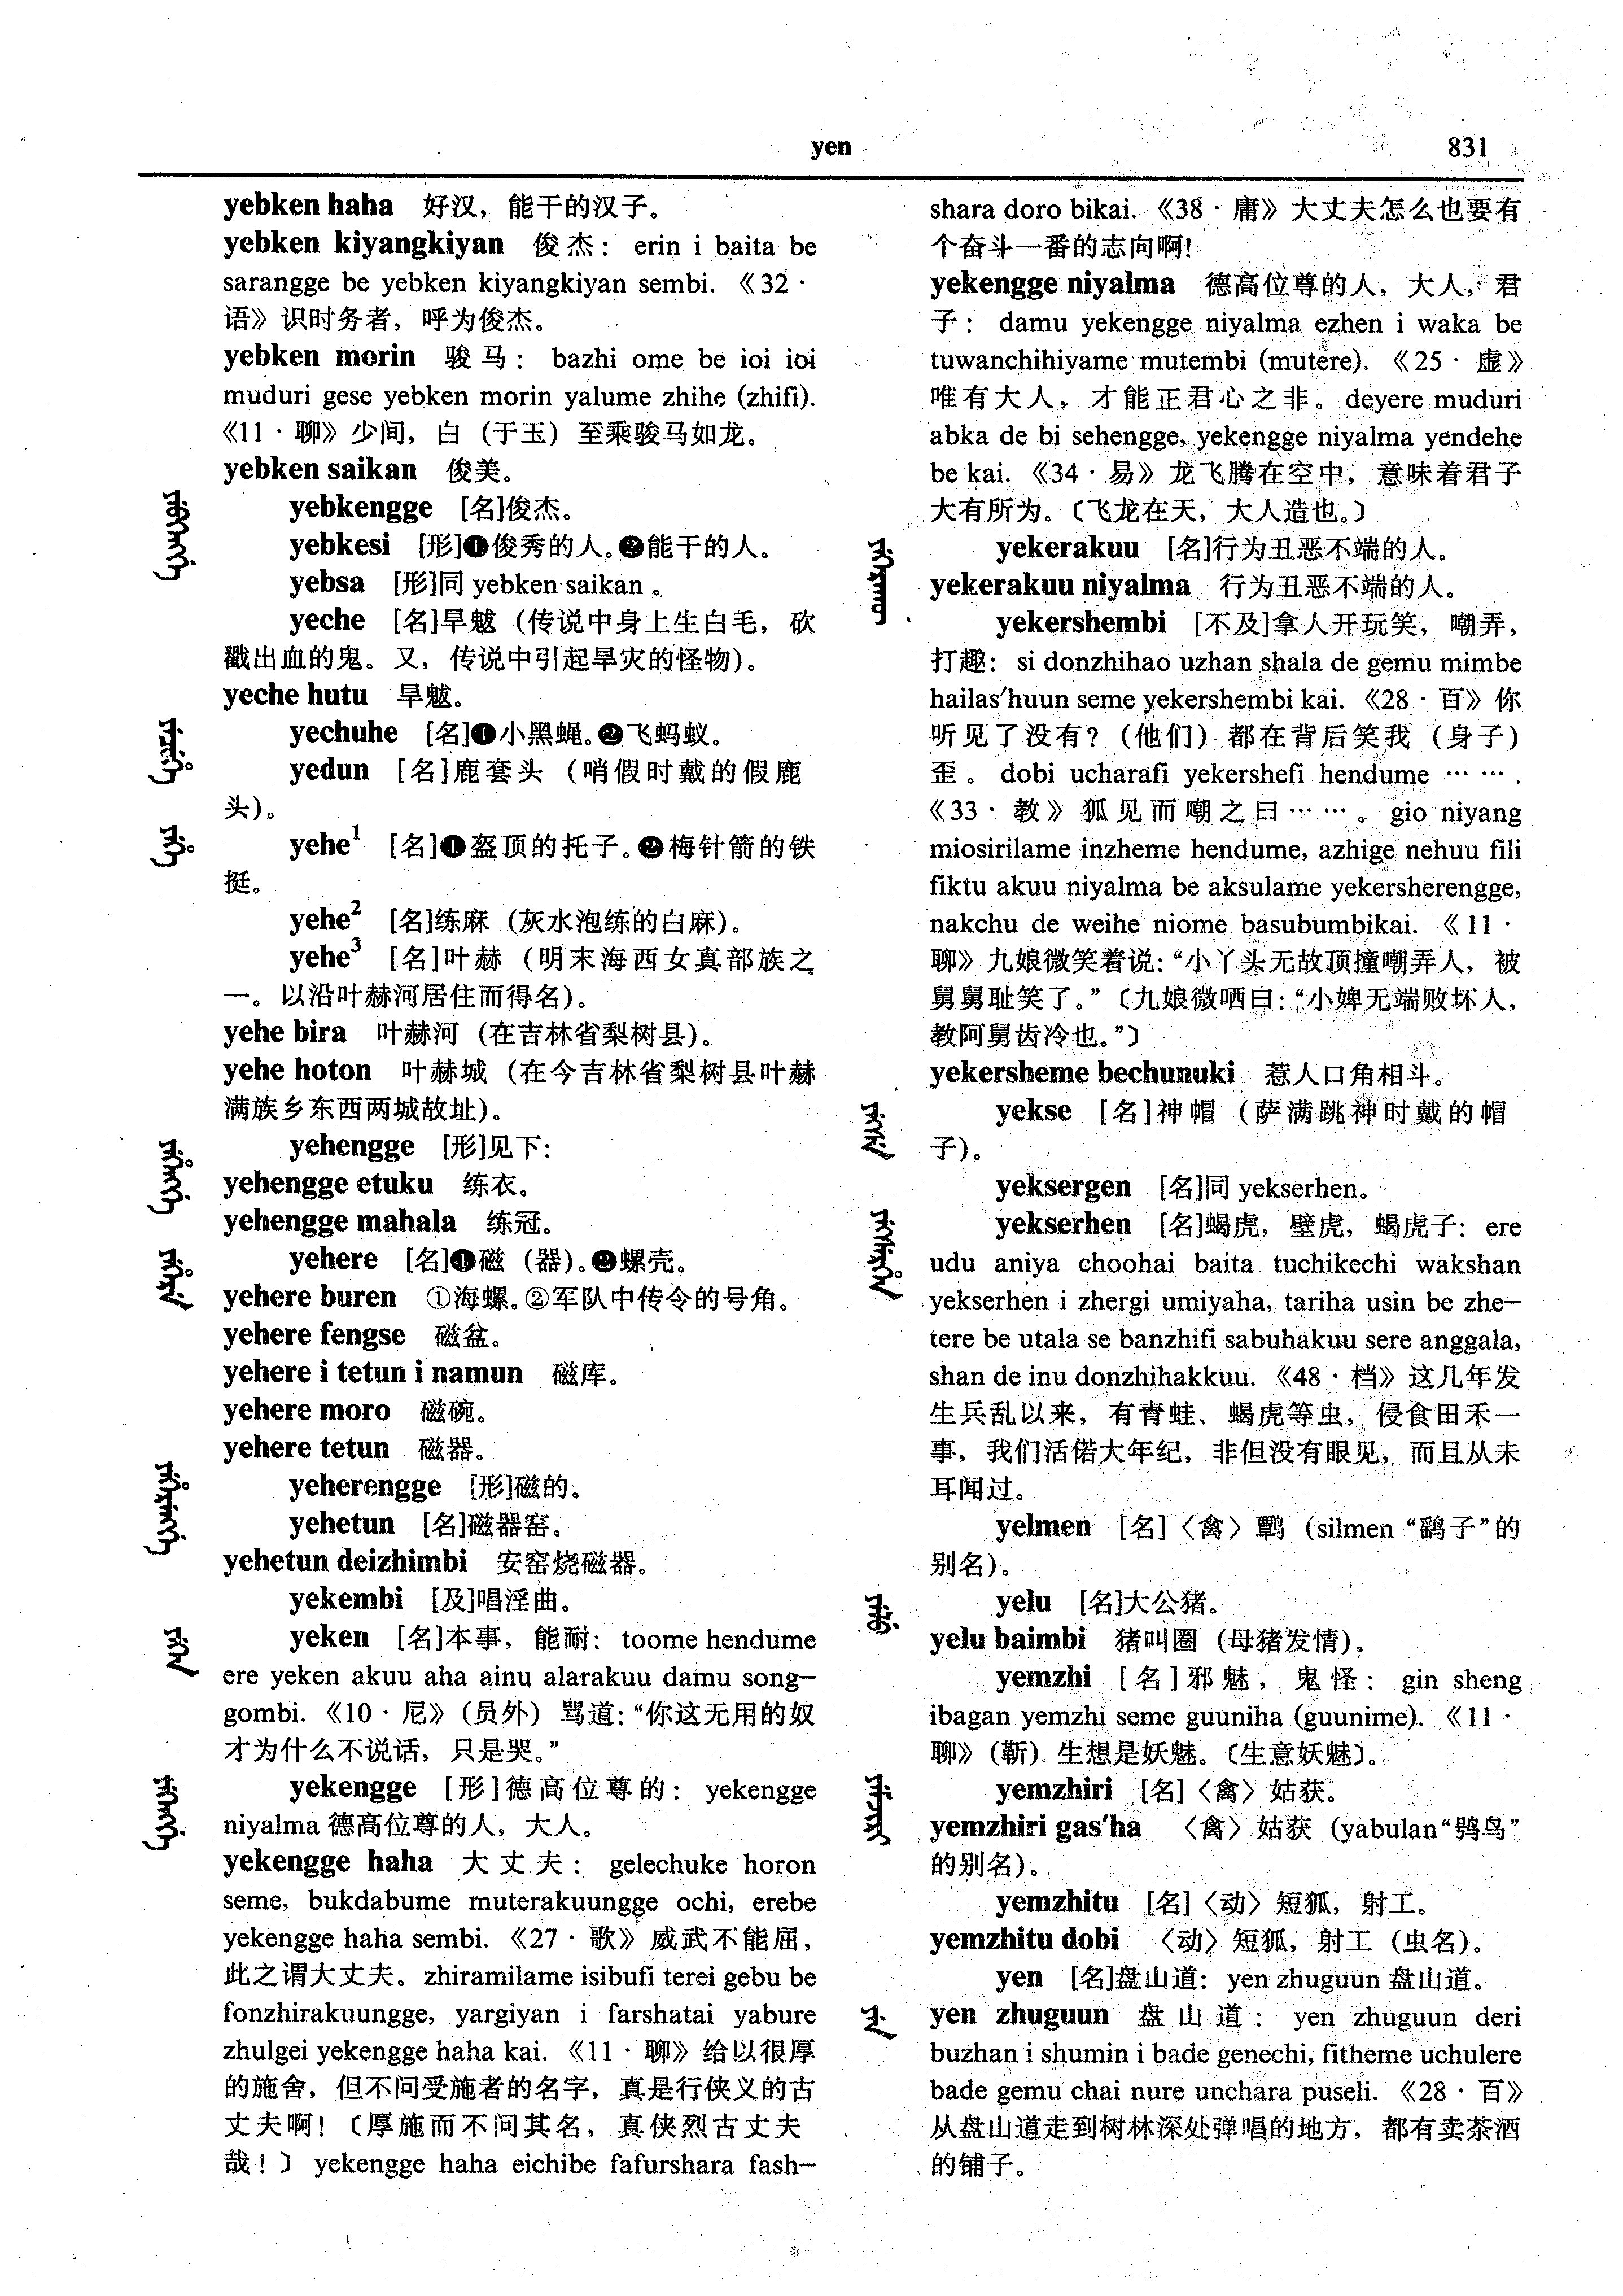 yen 831
yebken haha 好汉，能干的汉子。
yebken kiyangkiyan 俊杰： erin i baita be
sarangge be yebken kiyangkiyan sembi. 《32·
语》识时务者，呼为俊杰。
yebken morin 骏马： bazhi ome be ioi ioi
muduri gese yebken morin yalume zhihe (zhifi).
《11·聊》少间，白（于玉）至乘骏马如龙。
yebken saikan 俊美。
yebkengge [名]俊杰。
yebkesi [形]❶俊秀的人。❷能干的人。
yebsa [形]同 yebken saikan 。
yeche [名]旱魃（传说中身上生白毛，砍
戳出血的鬼。又，传说中引起旱灾的怪物）。
yeche hutu 旱魃。
yechuhe [名]❶小黑蝇。❷飞蚂蚁。
yedun [名]鹿套头（哨假时戴的假鹿
头）。
yehe¹ [名]❶盔顶的托子。❷梅针箭的铁
挺。
yehe² [名]练麻（灰水泡练的白麻）。
yehe³ [名]叶赫（明末海西女真部族之
一。以沿叶赫河居住而得名）。
yehe bira 叶赫河（在吉林省梨树县）。
yehe hoton 叶赫城（在今吉林省梨树县叶赫
满族乡东西两城故址）。
yehengge [形]见下：
yehengge etuku 练衣。
yehengge mahala 练冠。
yehere [名]❶磁（器）。❷螺壳。
yehere buren ①海螺。②军队中传令的号角。
yehere fengse 磁盆。
yehere i tetun i namun 磁库。
yehere moro 磁碗。
yehere tetun 磁器。
yeherengge [形]磁的。
yehetun [名]磁器窑。
yehetun deizhimbi 安窑烧磁器。
yekembi [及]唱淫曲。
yeken [名]本事，能耐： toome hendume
ere yeken akuu aha ainu alarakuu damu song-
gombi. 《10·尼》（员外）骂道：“你这无用的奴
才为什么不说话，只是哭。”
yekengge [形]德高位尊的： yekengge
niyalma 德高位尊的人，大人。
yekengge haha 大丈夫： gelechuke horon
seme, bukdabume muterakuungge ochi, erebe
yekengge haha sembi. 《27·歌》威武不能屈，
此之谓大丈夫。zhiramilame isibufi terei gebu be
fonzhirakuungge, yargiyan i farshatai yabure
zhulgei yekengge haha kai. 《11·聊》给以很厚
的施舍，但不问受施者的名字，真是行侠义的古
丈夫啊！〔厚施而不问其名，真侠烈古丈夫
哉！〕 yekengge haha eichibe fafurshara fash-
shara doro bikai. 《38·庸》大丈夫怎么也要有
个奋斗一番的志向啊！
yekengge niyalma 德高位尊的人，大人，君
子： damu yekengge niyalma ezhen i waka be
tuwanchihiyame mutembi (mutere). 《25·虚》
唯有大人，才能正君心之非。deyere muduri
abka de bi sehengge, yekengge niyalma yendehe
be kai. 《34·易》龙飞腾在空中，意味着君子
大有所为。〔飞龙在天，大人造也。〕
yekerakuu [名]行为丑恶不端的人。
yekerakuu niyalma 行为丑恶不端的人。
yekershembi [不及]拿人开玩笑，嘲弄，
打趣： si donzhihao uzhan shala de gemu mimbe
hailas'huun seme yekershembi kai. 《28·百》你
听见了没有？（他们）都在背后笑我（身子）
歪。 dobi ucharafi yekershefi hendume …….
《33·教》狐见而嘲之曰……。gio niyang
miosirilame inzheme hendume, azhige nehuu fili
fiktu akuu niyalma be aksulame yekersherengge,
nakchu de weihe niome basubumbikai. 《11·
聊》九娘微笑着说：“小丫头无故顶撞嘲弄人，被
舅舅耻笑了。”〔九娘微哂曰：“小婢无端败坏人，
教阿舅齿冷也。”〕
yekersheme bechunuki 惹人口角相斗。
yekse [名]神帽（萨满跳神时戴的帽
子）。
yeksergen [名]同 yekserhen。
yekserhen [名]蝎虎，壁虎，蝎虎子： ere
udu aniya choohai baita tuchikechi wakshan
yekserhen i zhergi umiyaha, tariha usin be zhe-
tere be utala se banzhifi sabuhakuu sere anggala,
shan de inu donzhihakkuu. 《48·档》这几年发
生兵乱以来，有青蛙、蝎虎等虫，侵食田禾一
事，我们活偌大年纪，非但没有眼见，而且从未
耳闻过。
yelmen [名]〈禽〉鹞（silmen “鹞子”的
别名）。
yelu [名]大公猪。
yelu baimbi 猪叫圈（母猪发情）。
yemzhi [名]邪魅，鬼怪： gin sheng
ibagan yemzhi seme guuniha (guunime). 《11·
聊》（靳）生想是妖魅。〔生意妖魅〕。
yemzhiri [名]〈禽〉姑获。
yemzhiri gas'ha 〈禽〉姑获（yabulan“鸮鸟”
的别名）。
yemzhitu [名]〈动〉短狐，射工。
yemzhitu dobi 〈动〉短狐，射工（虫名）。
yen [名]盘山道： yen zhuguun 盘山道。
yen zhuguun 盘山道： yen zhuguun deri
buzhan i shumin i bade genechi, fitheme uchulere
bade gemu chai nure unchara puseli. 《28·百》
从盘山道走到树林深处弹唱的地方，都有卖茶酒
的铺子。